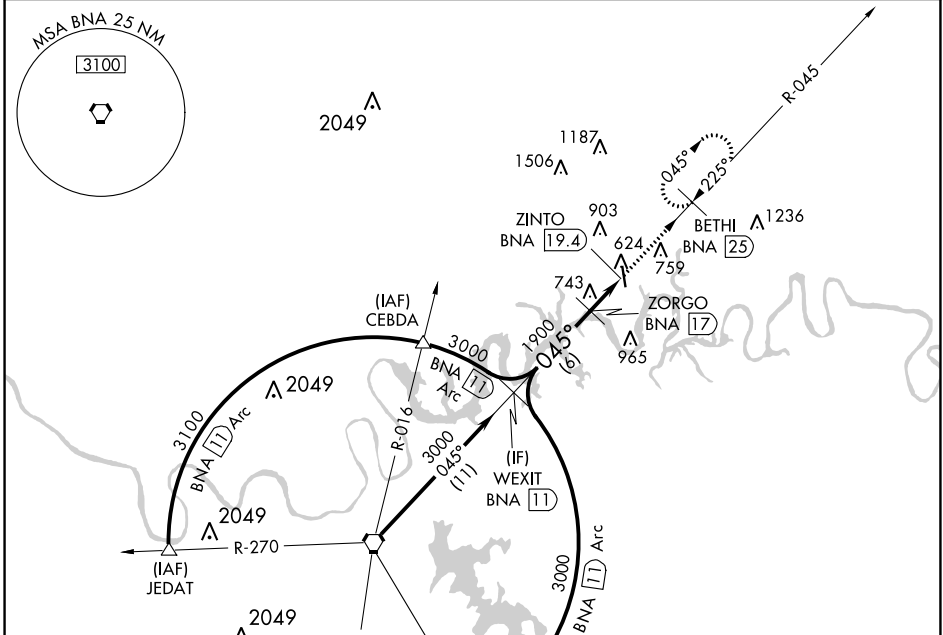 MSA BNA 25 NM
3100
2049
1187
1506
R-045
045°
225°
ZINTO
BNA 19.4
903
624
759
BETHI
BNA 25
1236
743
ZORGO
BNA 17
965
(IAF)
CEBDA
3000
BNA 11
Arc
1900
045°
(6)
2049
3100
BNA 11 Arc
R-016
3000
045°
(11)
(IF)
WEXIT
BNA 11
2049
R-270
(IAF)
JEDAT
3000
BNA 11 Arc
2049